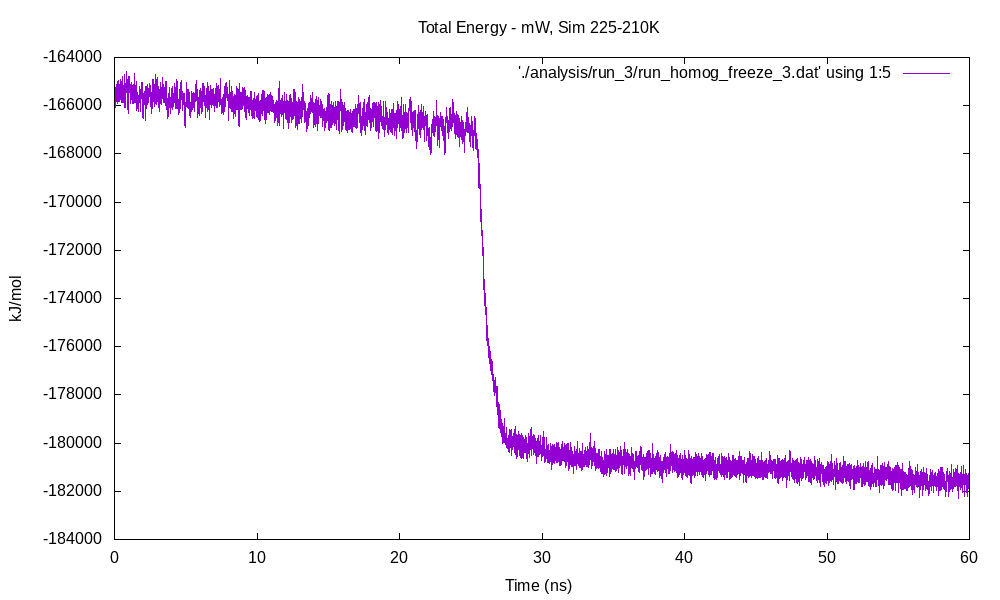 Total Energy - mW, Sim 225-210K
'./analysis/run_3/run_homog_freeze_3.dat' using 1:5
-164000
-166000
-168000
-170000
-172000
-174000
-176000
-178000
-180000
-182000
-184000
kJ/mol
0 10 20 30 40 50 60
Time (ns)